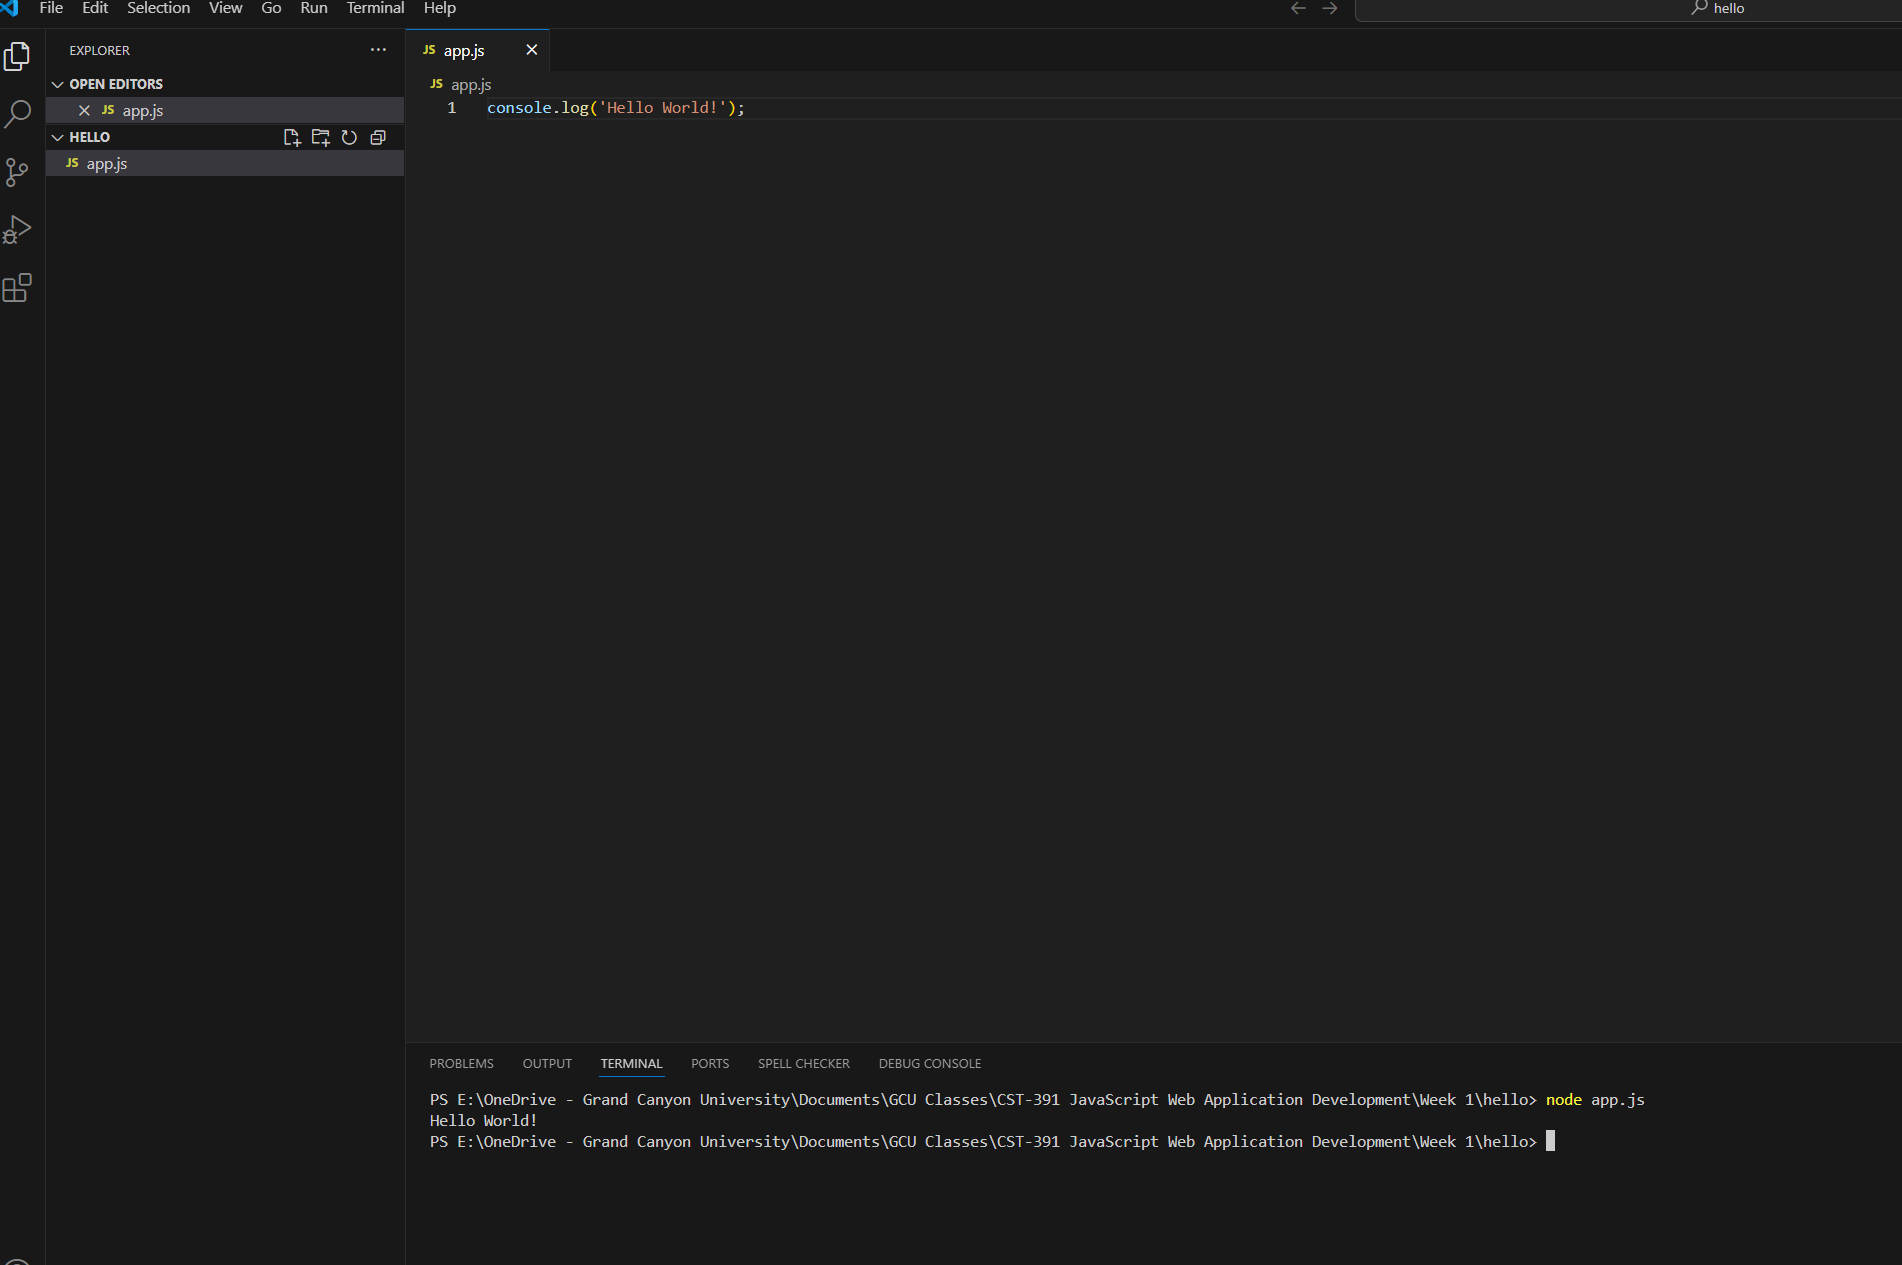 File Edit Selection View Go Run Terminal Help
hello
EXPLORER
OPEN EDITORS
JS app.js
HELLO
JS app.js
JS app.js
JS app.js
1 console.log('Hello World!');
PROBLEMS OUTPUT TERMINAL PORTS SPELL CHECKER DEBUG CONSOLE
PS E:\OneDrive - Grand Canyon University\Documents\GCU Classes\CST-391 JavaScript Web Application Development\Week 1\hello> node app.js
Hello World!
PS E:\OneDrive - Grand Canyon University\Documents\GCU Classes\CST-391 JavaScript Web Application Development\Week 1\hello>